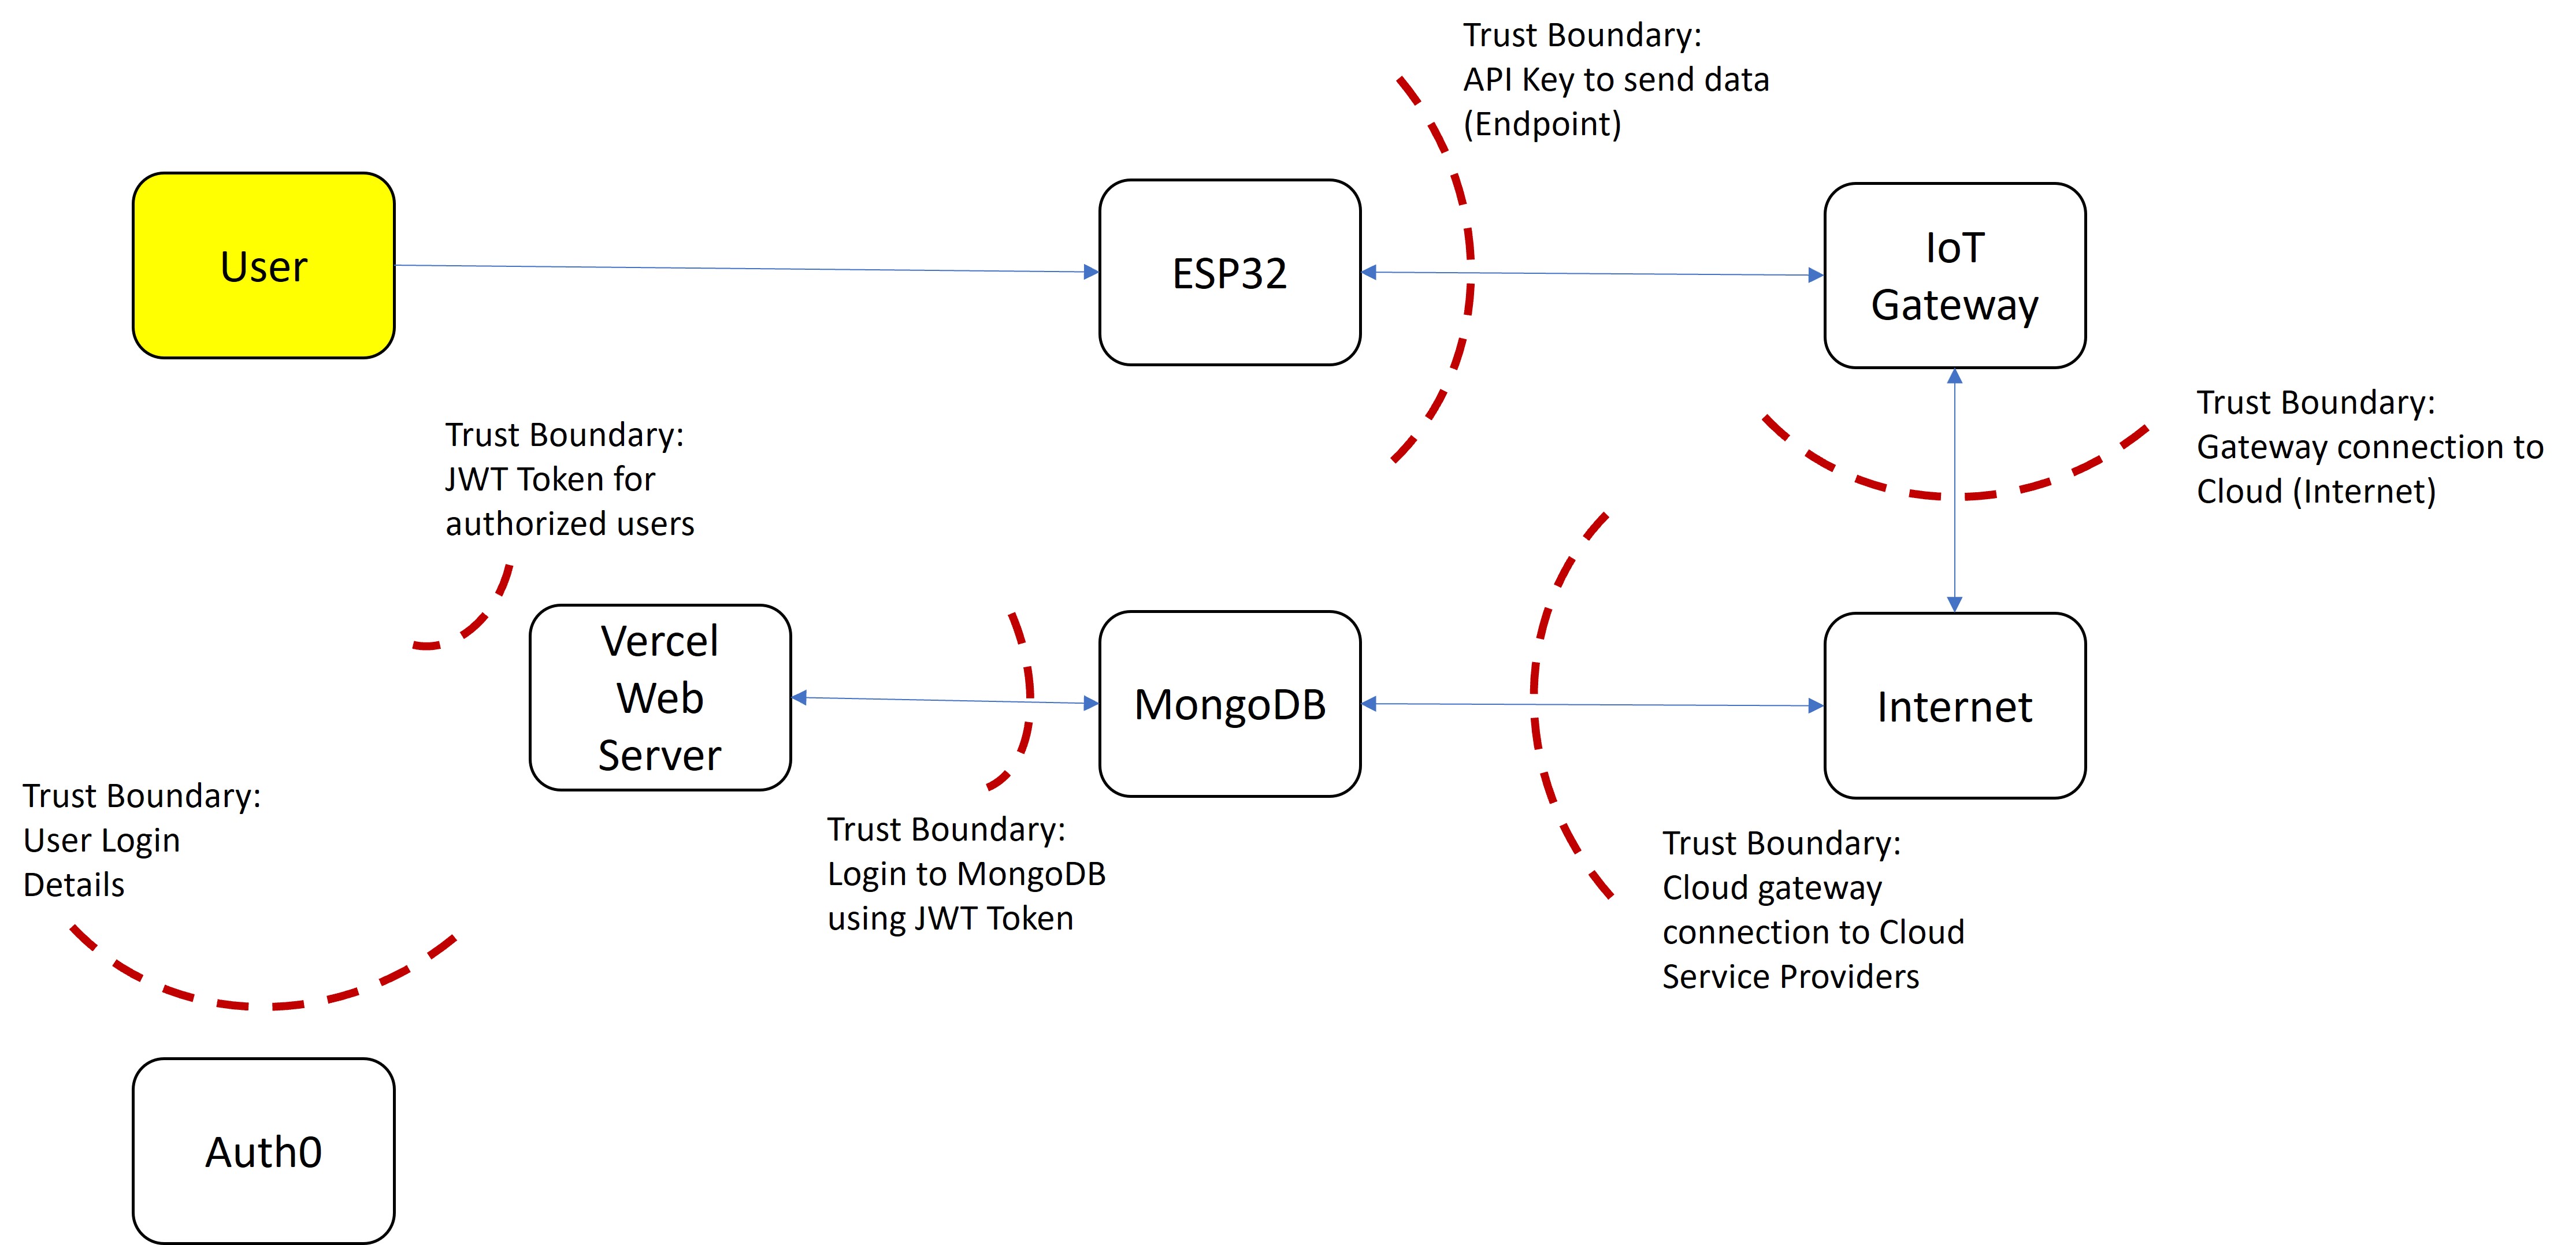 Trust Boundary:
API Key to send data
(Endpoint)
User
ESP32
IoT
Gateway
Trust Boundary:
Gateway connection to
Cloud (Internet)
Trust Boundary:
JWT Token for
authorized users
Vercel
Web
Server
MongoDB
Internet
Trust Boundary:
User Login
Details
Trust Boundary:
Login to MongoDB
using JWT Token
Trust Boundary:
Cloud gateway
connection to Cloud
Service Providers
Auth0